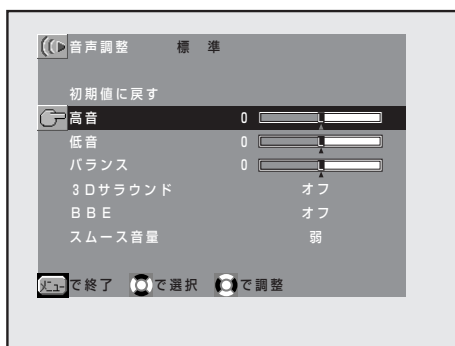 音声調整 標 準
初期値に戻す
高音 0
低音 0
バランス 0
3Dサラウンド オフ
BBE オフ
スムース音量 弱
メニューで終了 で選択 で調整